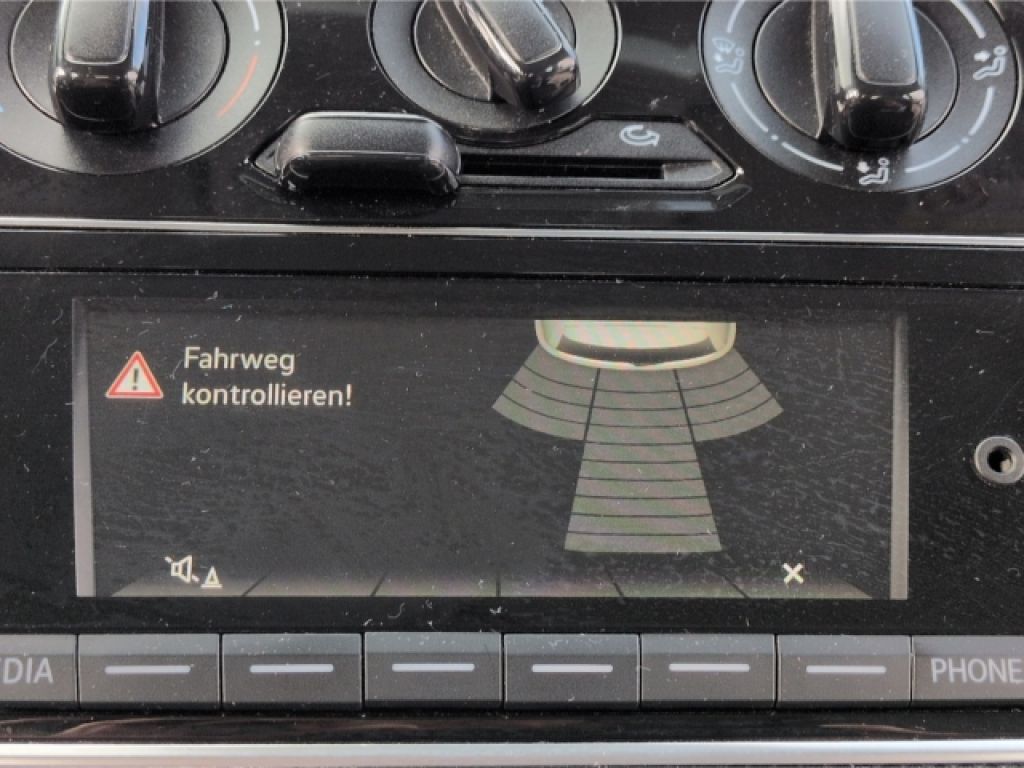 Fahrweg
kontrollieren!
DIA
PHONE